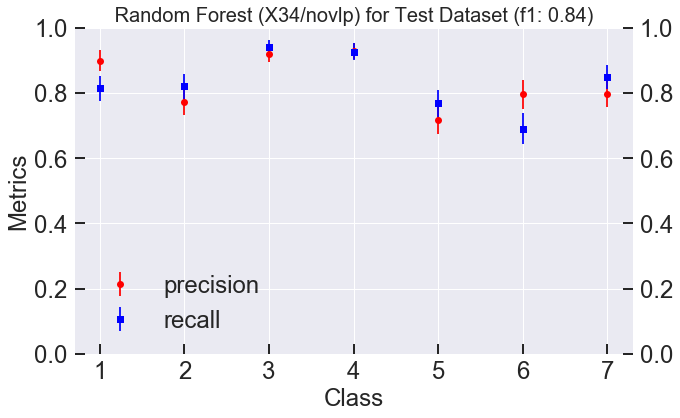 Random Forest (X34/novlp) for Test Dataset (f1: 0.84)
1.0 1.0
0.8 0.8
0.6 0.6
0.4 0.4
0.2 0.2
0.0 0.0
Metrics
precision
recall
1 2 3 4 5 6 7
Class